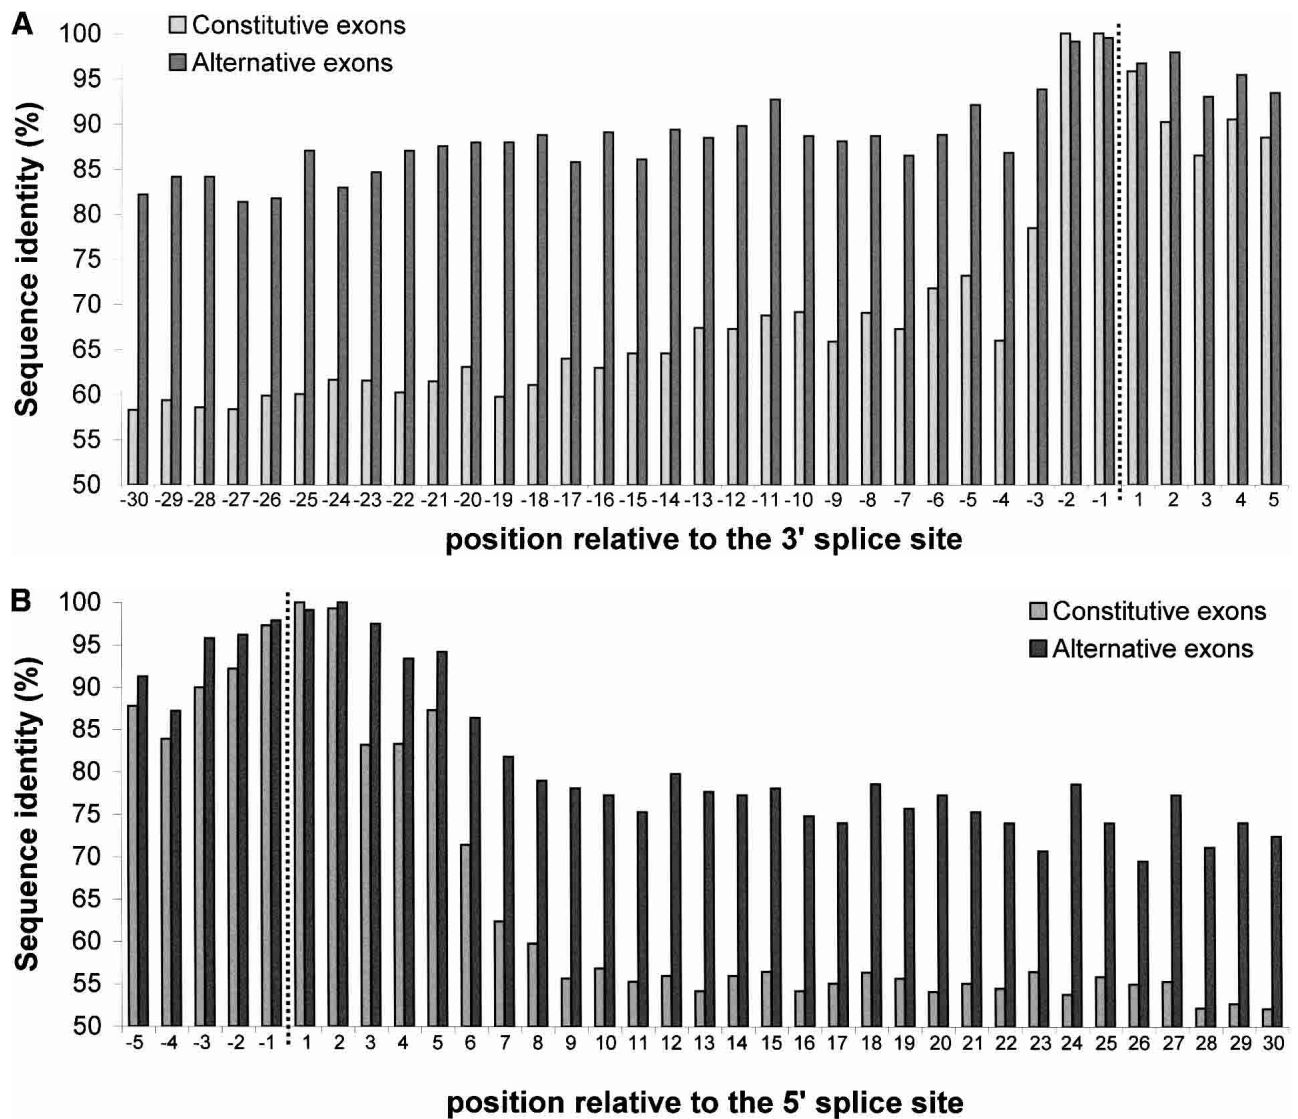 A
Constitutive exons
Alternative exons
Sequence identity (%)
100
95
90
85
80
75
70
65
60
55
50
-30 -29 -28 -27 -26 -25 -24 -23 -22 -21 -20 -19 -18 -17 -16 -15 -14 -13 -12 -11 -10 -9 -8 -7 -6 -5 -4 -3 -2 -1 1 2 3 4 5
position relative to the 3' splice site
B
Constitutive exons
Alternative exons
Sequence identity (%)
100
95
90
85
80
75
70
65
60
55
50
-5 -4 -3 -2 -1 1 2 3 4 5 6 7 8 9 10 11 12 13 14 15 16 17 18 19 20 21 22 23 24 25 26 27 28 29 30
position relative to the 5' splice site